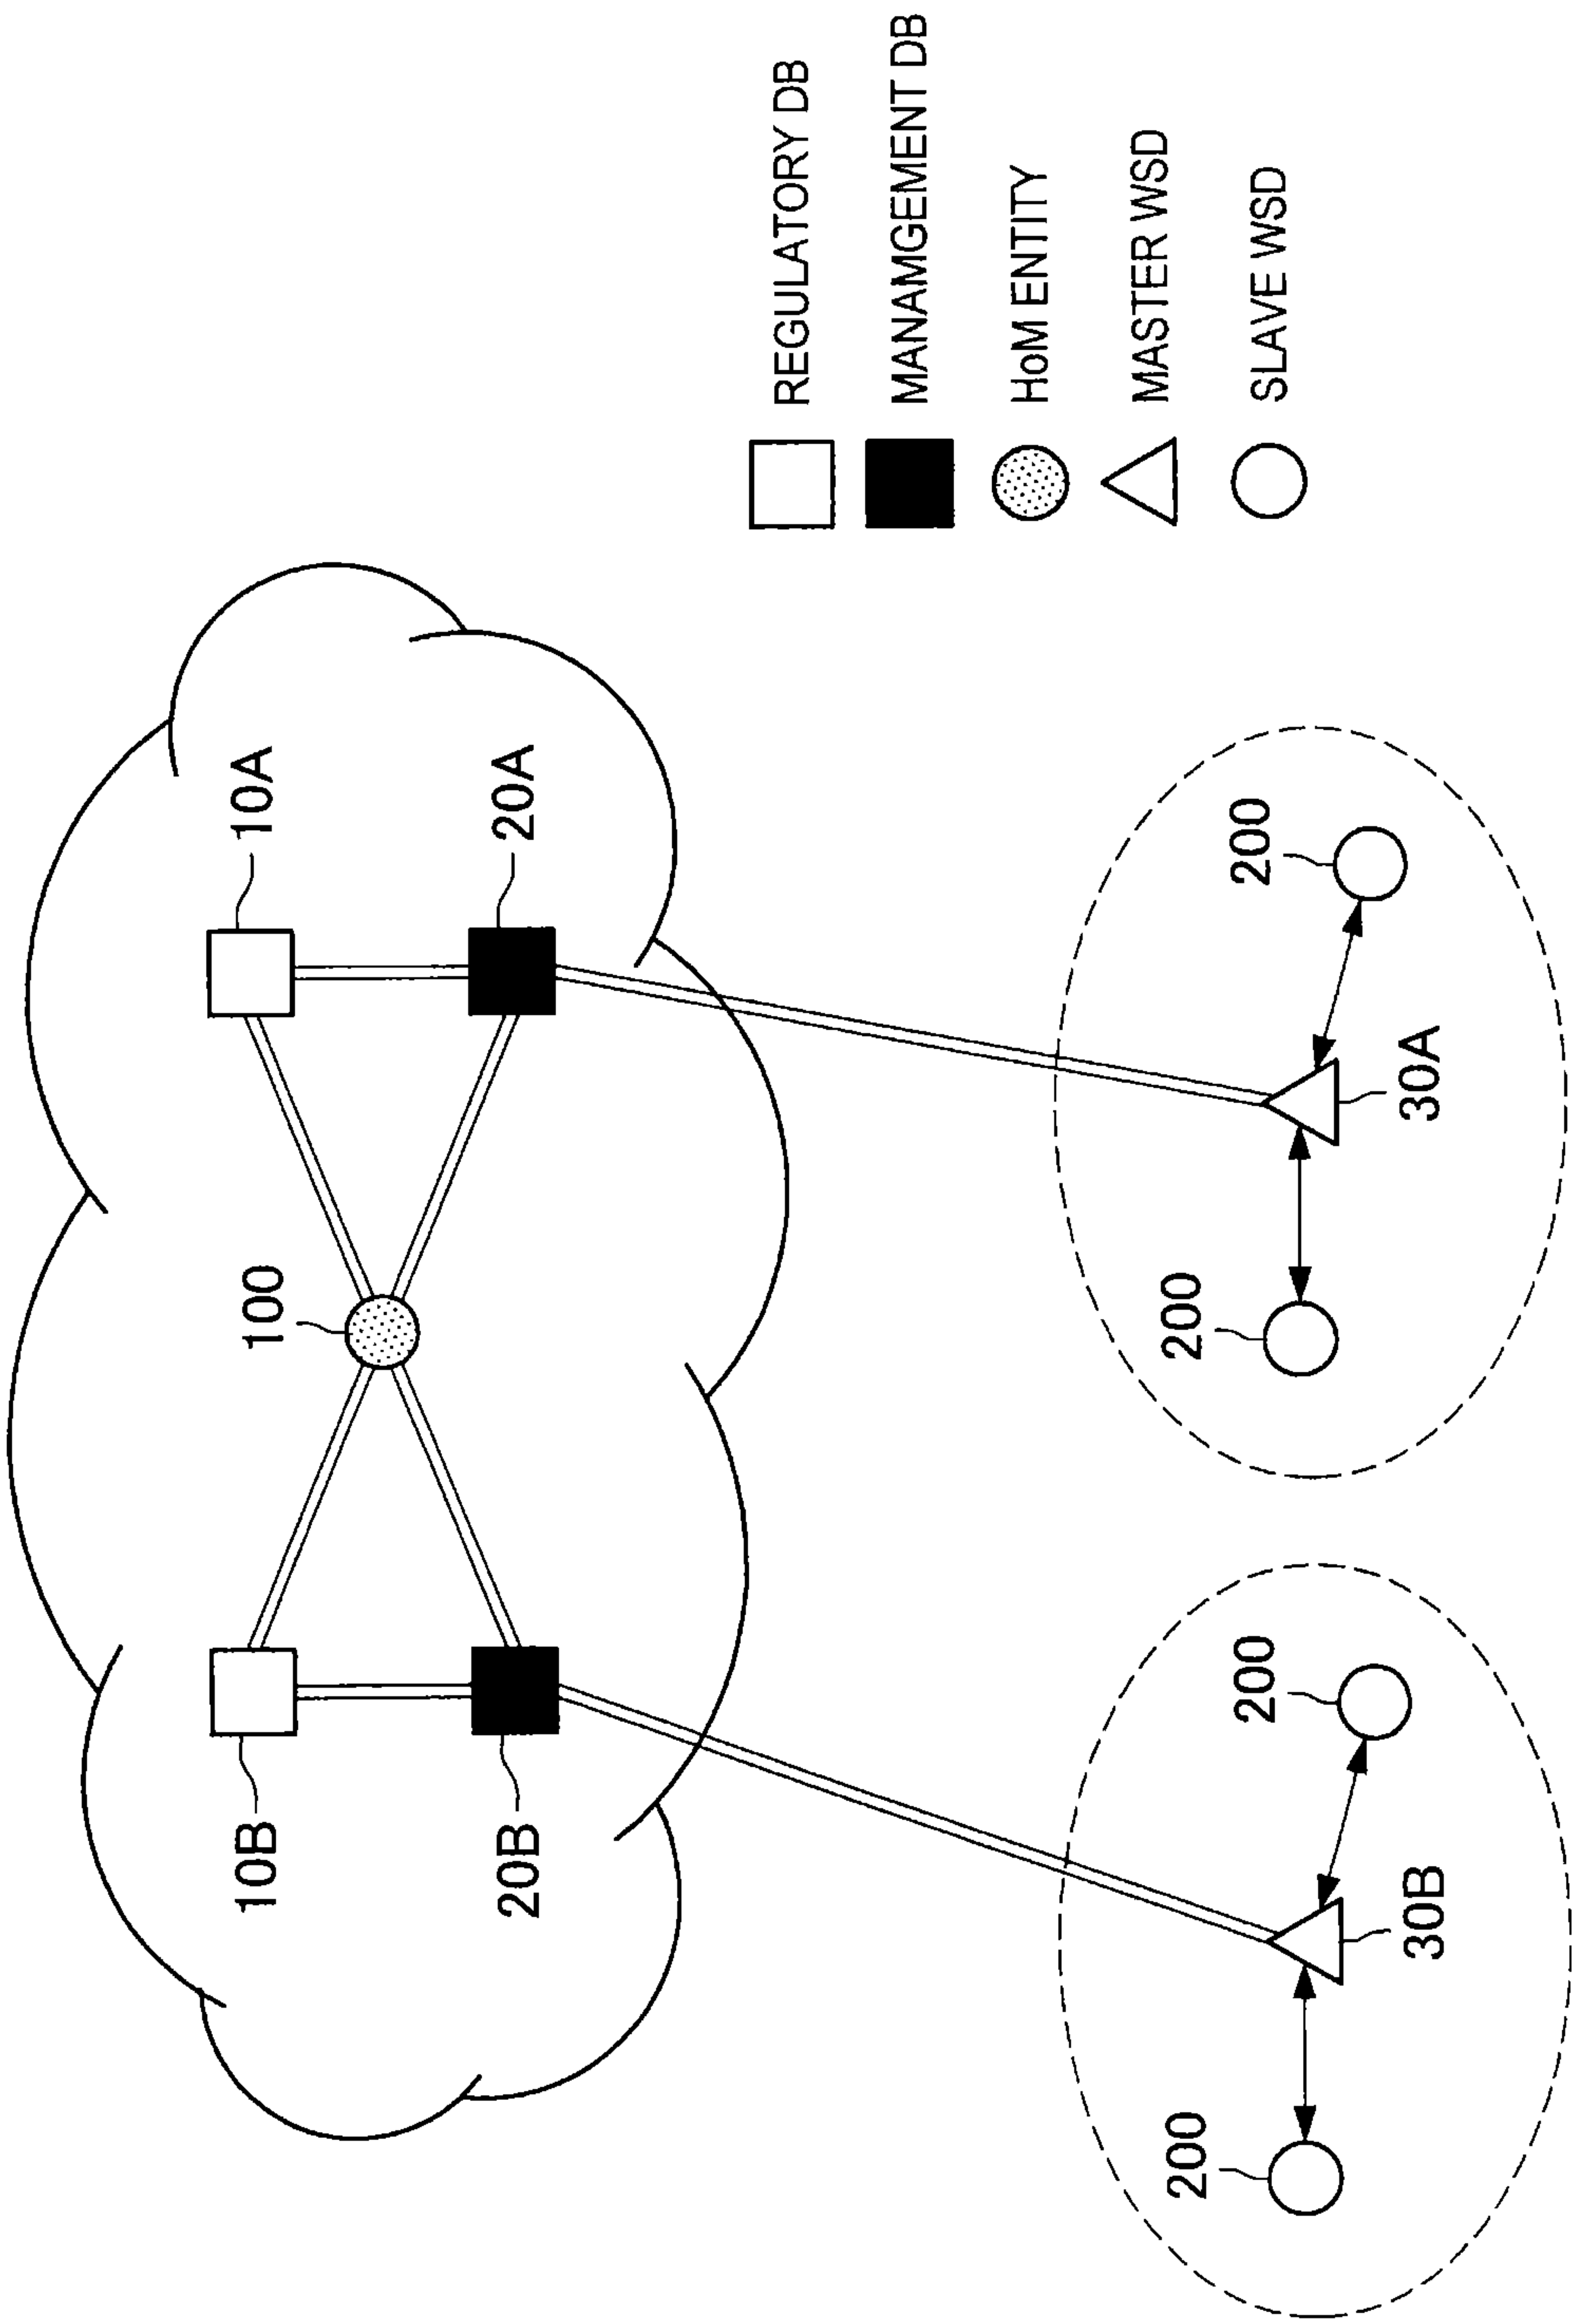 10B
100
10A
20B
20A
200
200
30B
200
200
30A
REGULATORY DB
MANAMGEMENT DB
HoM ENTITY
MASTER WSD
SLAVE WSD